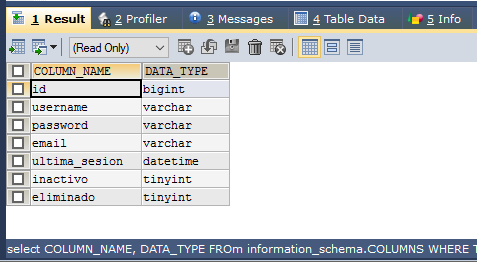 1 Result 2 Profiler 3 Messages 4 Table Data 5 Info
(Read Only)
COLUMN_NAME DATA_TYPE
id bigint
username varchar
password varchar
email varchar
ultima_sesion datetime
inactivo tinyint
eliminado tinyint
select COLUMN_NAME, DATA_TYPE FROm information_schema.COLUMNS WHERE